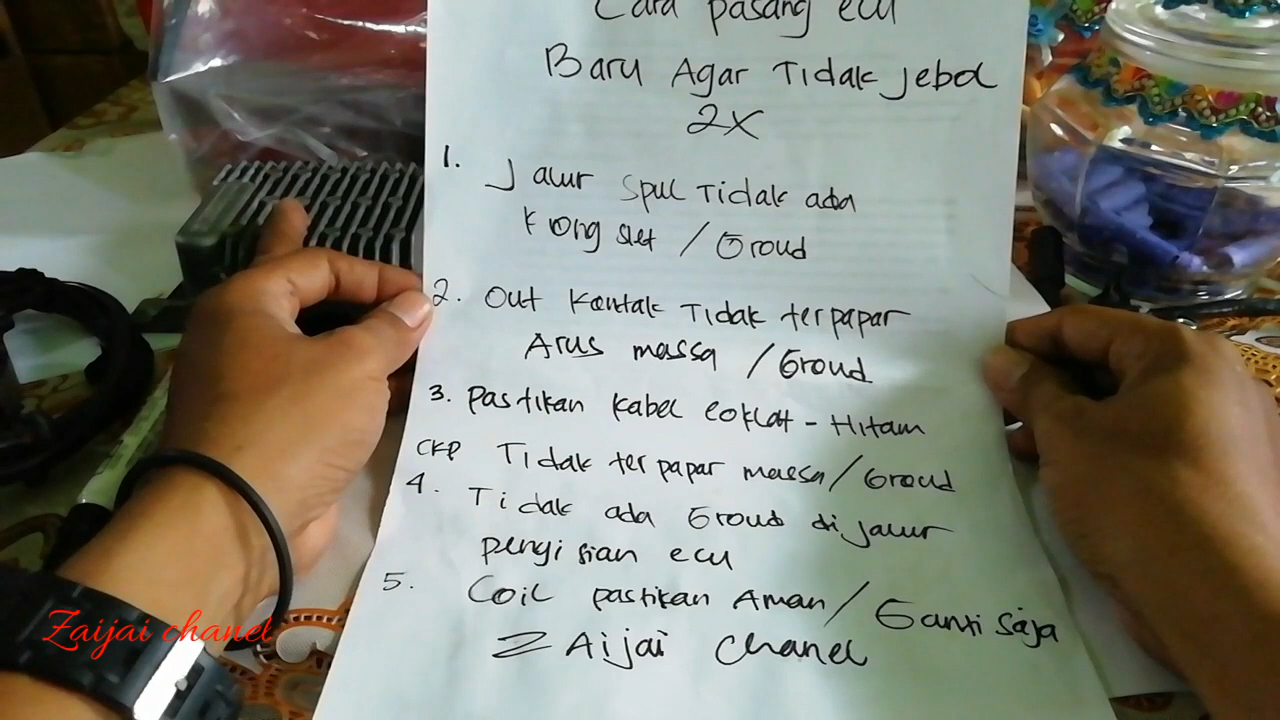 Cara pasang ecu
Baru Agar Tidak Jebol
2X
1. Jalur Spul Tidak ada
Kongslet / Groud
2. Out Kontak Tidak terpapar
Arus massa / Groud
3. Pastikan Kabel Coklat - Hitam
CKP Tidak terpapar massa / Groud
4. Tidak ada Groud di Jalur
pengisian ecu
5. Coil pastikan Aman / Ganti saja
ZAijai Chanel
Zaijai chanel